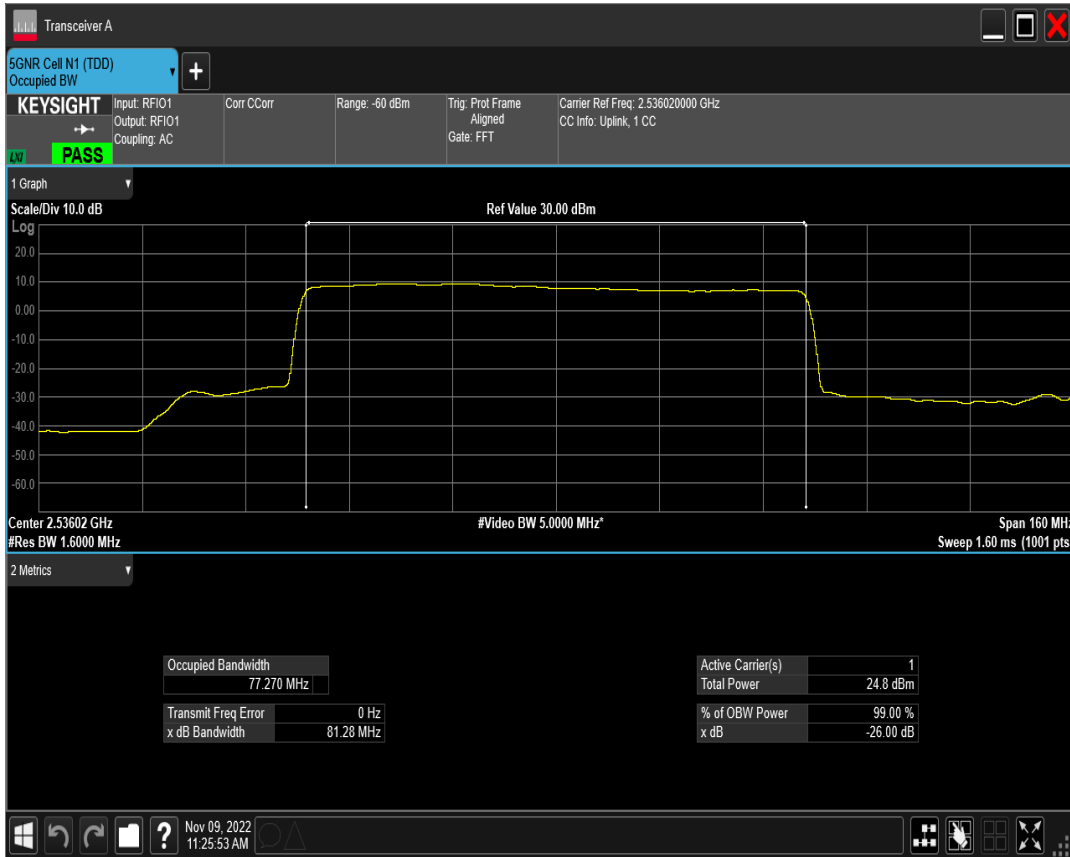 Transceiver A
5GNR Cell N1 (TDD)
Occupied BW
+
KEYSIGHT
LXI
PASS
Input: RFIO1
Output: RFIO1
Coupling: AC
Corr CCorr
Range: -60 dBm
Trig: Prot Frame
Aligned
Gate: FFT
Carrier Ref Freq: 2.536020000 GHz
CC Info: Uplink, 1 CC
1 Graph
Scale/Div 10.0 dB
Ref Value 30.00 dBm
Log
20.0
10.0
0.00
-10.0
-20.0
-30.0
-40.0
-50.0
-60.0
Center 2.53602 GHz
#Video BW 5.0000 MHz*
Span 160 MHz
#Res BW 1.6000 MHz
Sweep 1.60 ms (1001 pts
2 Metrics
Occupied Bandwidth
77.270 MHz
Transmit Freq Error 0 Hz
x dB Bandwidth 81.28 MHz
Active Carrier(s) 1
Total Power 24.8 dBm
% of OBW Power 99.00 %
x dB -26.00 dB
?
Nov 09, 2022
11:25:53 AM